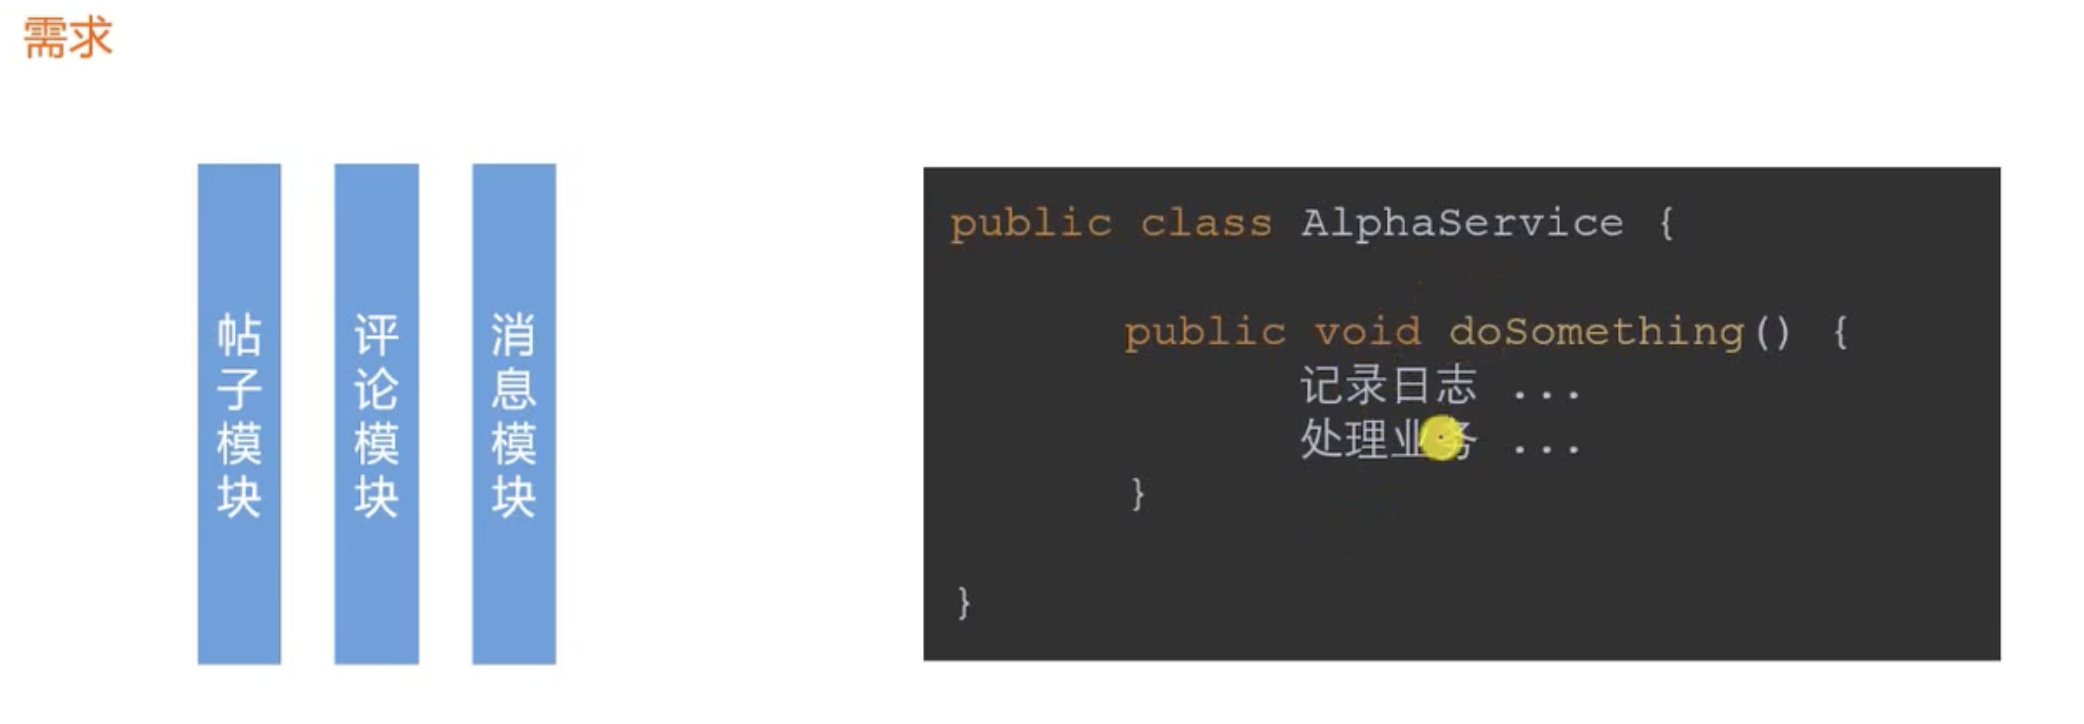 需求
帖子模块
评论模块
消息模块
public class AlphaService {
public void doSomething() {
记录日志 ...
处理业务 ...
}
}